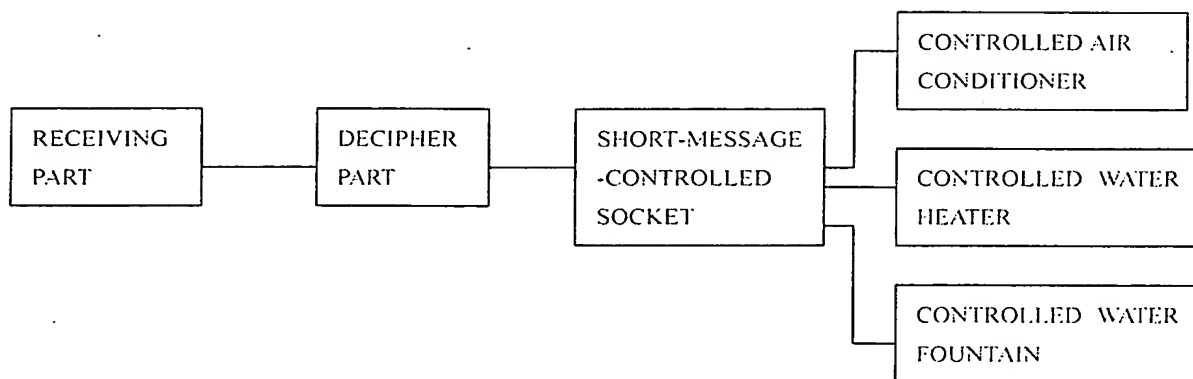 RECEIVING
PART
DECIPHER
PART
SHORT-MESSAGE
-CONTROLLED
SOCKET
CONTROLLED AIR
CONDITIONER
CONTROLLED WATER
HEATER
CONTROLLED WATER
FOUNTAIN